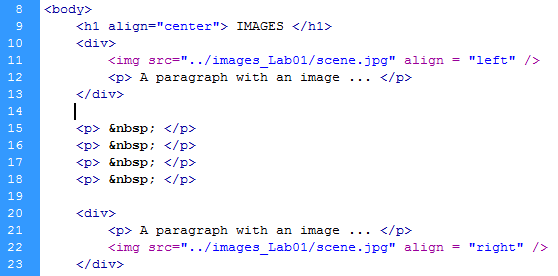 8 <body>
9 <h1 align="center"> IMAGES </h1>
10 <div>
11 <img src="../images_Lab01/scene.jpg" align = "left" />
12 <p> A paragraph with an image ... </p>
13 </div>
14
15 <p> &nbsp; </p>
16 <p> &nbsp; </p>
17 <p> &nbsp; </p>
18 <p> &nbsp; </p>
19
20 <div>
21 <p> A paragraph with an image ... </p>
22 <img src="../images_Lab01/scene.jpg" align = "right" />
23 </div>